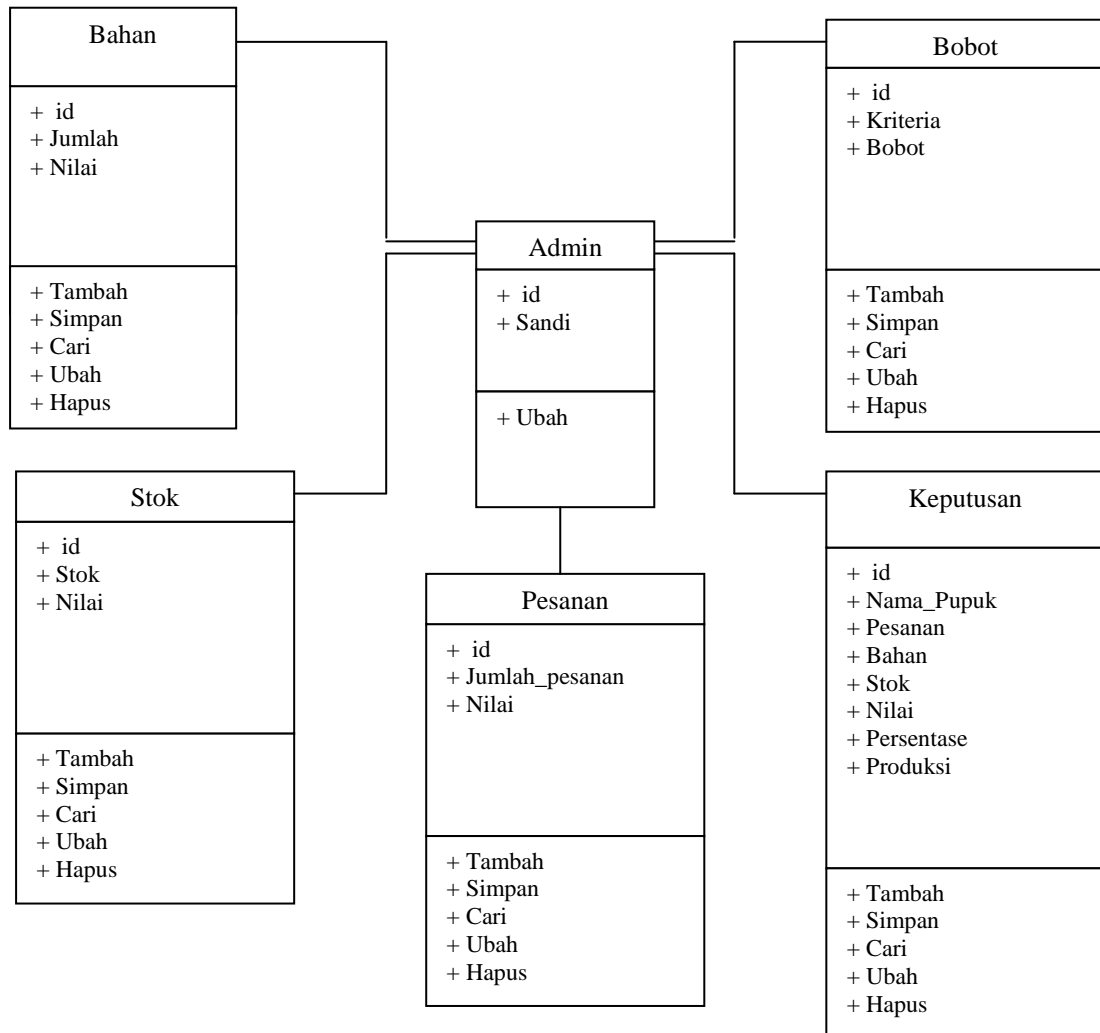 Bahan
+ id
+ Jumlah
+ Nilai
+ Tambah
+ Simpan
+ Cari
+ Ubah
+ Hapus
Bobot
+ id
+ Kriteria
+ Bobot
+ Tambah
+ Simpan
+ Cari
+ Ubah
+ Hapus
Admin
+ id
+ Sandi
+ Ubah
Stok
+ id
+ Stok
+ Nilai
+ Tambah
+ Simpan
+ Cari
+ Ubah
+ Hapus
Pesanan
+ id
+ Jumlah_pesanan
+ Nilai
+ Tambah
+ Simpan
+ Cari
+ Ubah
+ Hapus
Keputusan
+ id
+ Nama_Pupuk
+ Pesanan
+ Bahan
+ Stok
+ Nilai
+ Persentase
+ Produksi
+ Tambah
+ Simpan
+ Cari
+ Ubah
+ Hapus